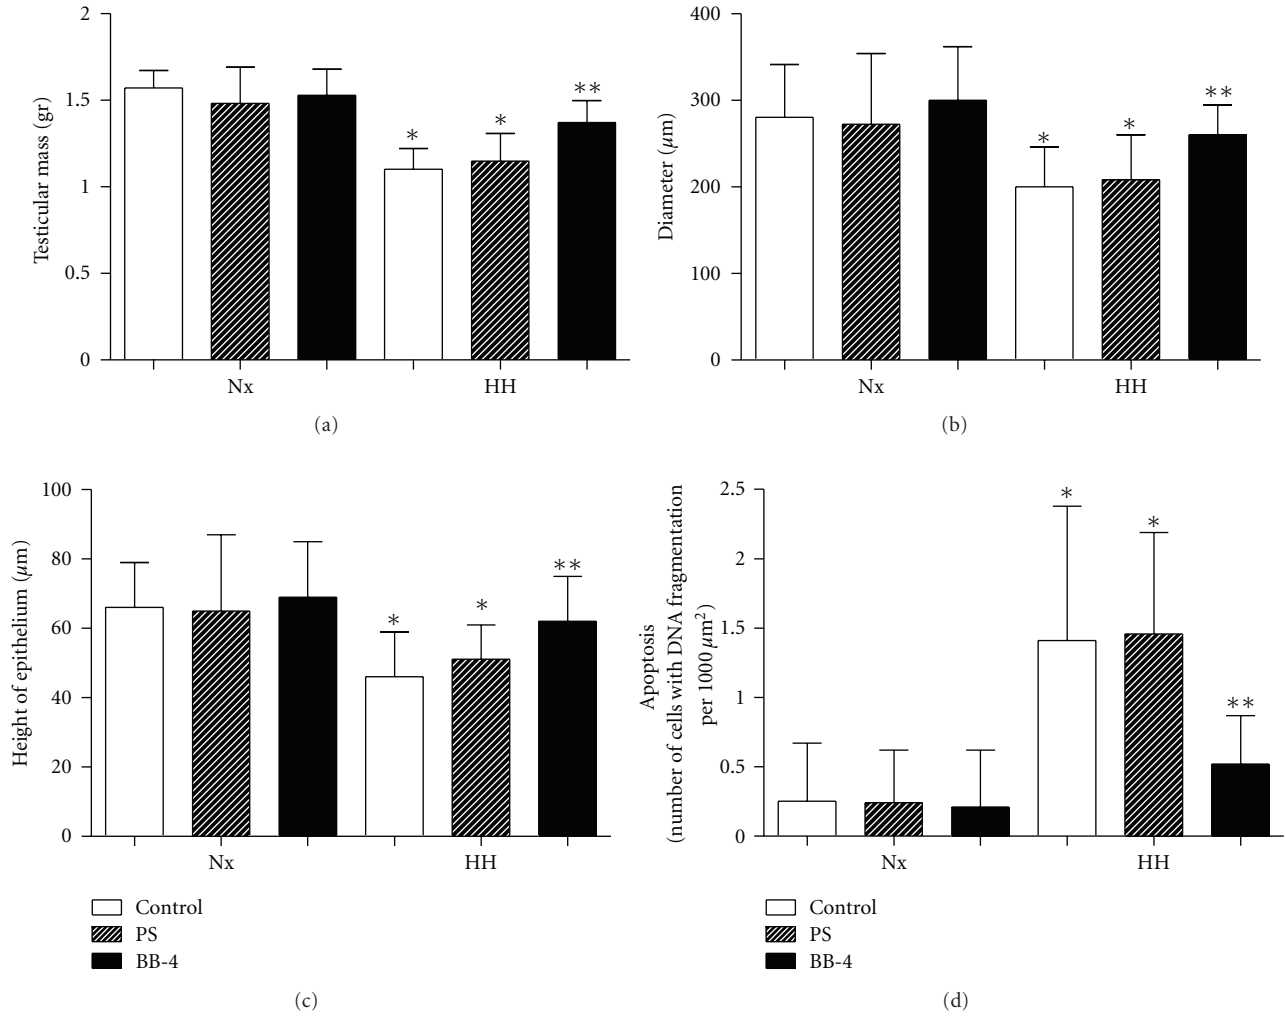 2
1.5
1
0.5
0
Testicular mass (gr)
*
*
**
Nx
HH
(a)
400
300
200
100
0
Diameter (μm)
*
*
**
Nx
HH
(b)
100
80
60
40
20
0
Height of epithelium (μm)
*
*
**
Nx
HH
Control
PS
BB-4
(c)
2.5
2
1.5
1
0.5
0
Apoptosis
(number of cells with DNA fragmentation
per 1000 μm²)
*
*
**
Nx
HH
Control
PS
BB-4
(d)